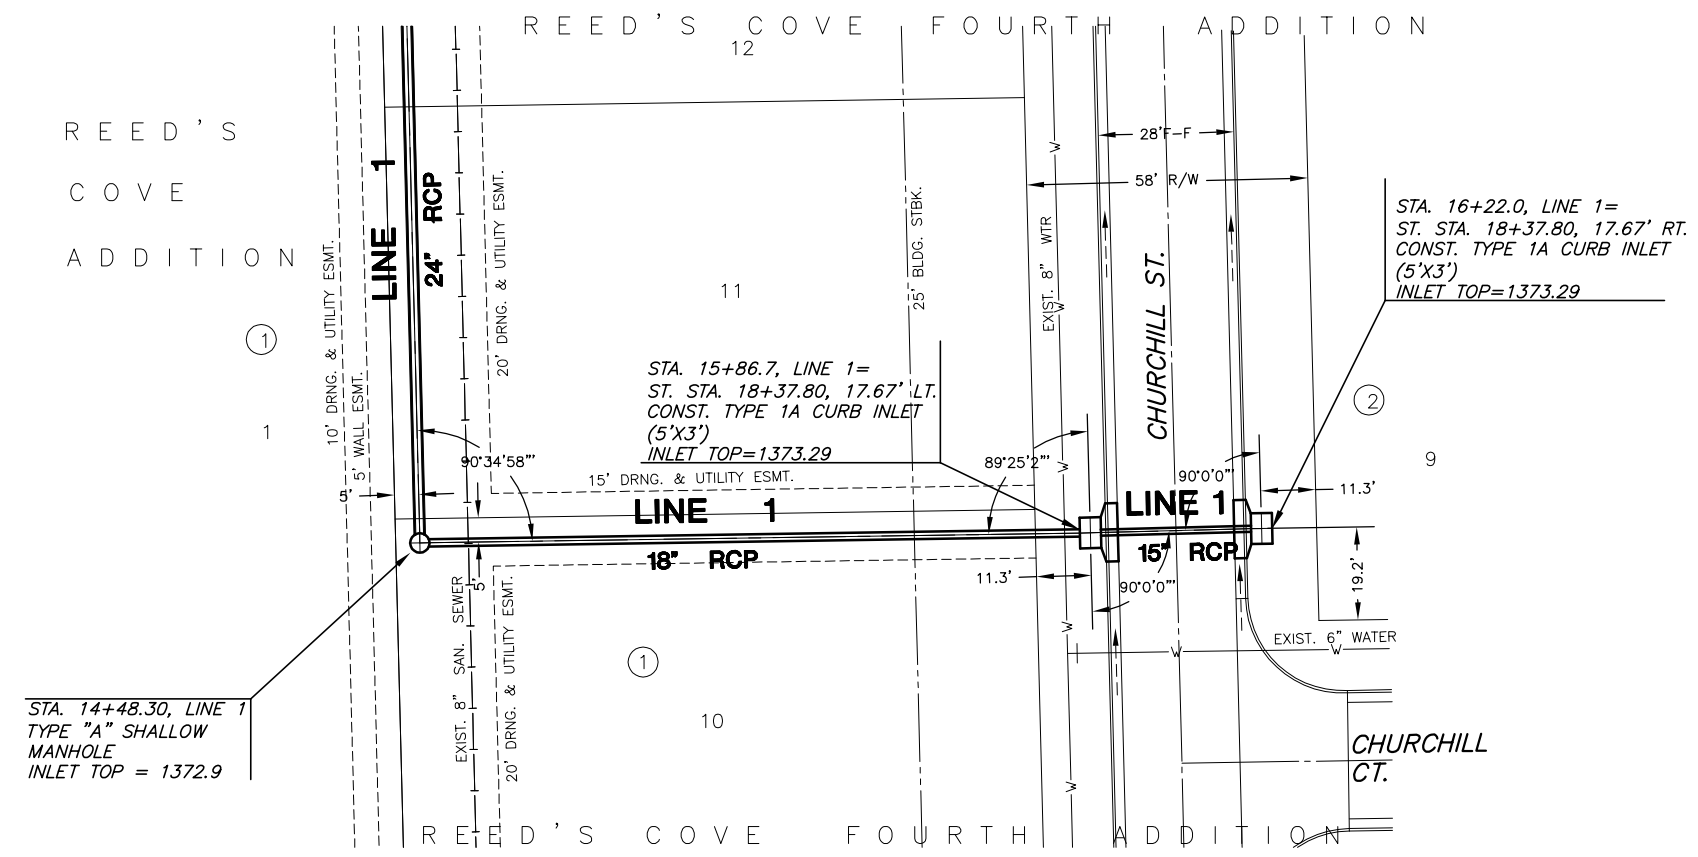 REED'S COVE FOURTH ADDITION
12
REED'S
COVE
ADDITION
LINE 1
24" RCP
10' DRNG. & UTILITY ESMT.
5' WALL ESMT.
20' DRNG. & UTILITY ESMT.
11
25' BLDG. STBK.
EXIST. 8" WTR
W
W
W
W
W
28'F-F
58' R/W
CHURCHILL ST.
STA. 16+22.0, LINE 1=
ST. STA. 18+37.80, 17.67' RT.
CONST. TYPE 1A CURB INLET
(5'X3')
INLET TOP=1373.29
1
1
STA. 15+86.7, LINE 1=
ST. STA. 18+37.80, 17.67' LT.
CONST. TYPE 1A CURB INLET
(5'X3')
INLET TOP=1373.29
2
9
90°34'58"'
89°25'2"'
90°0'0"'
15' DRNG. & UTILITY ESMT.
5'
11.3'
LINE 1
LINE 1
18" RCP
15" RCP
11.3'
90°0'0"'
19.2'
5'
EXIST. 8" SAN. SEWER
20' DRNG. & UTILITY ESMT.
1
10
EXIST. 6" WATER
W
W
STA. 14+48.30, LINE 1
TYPE "A" SHALLOW
MANHOLE
INLET TOP = 1372.9
CHURCHILL
CT.
REED'S COVE FOURTH ADDITION